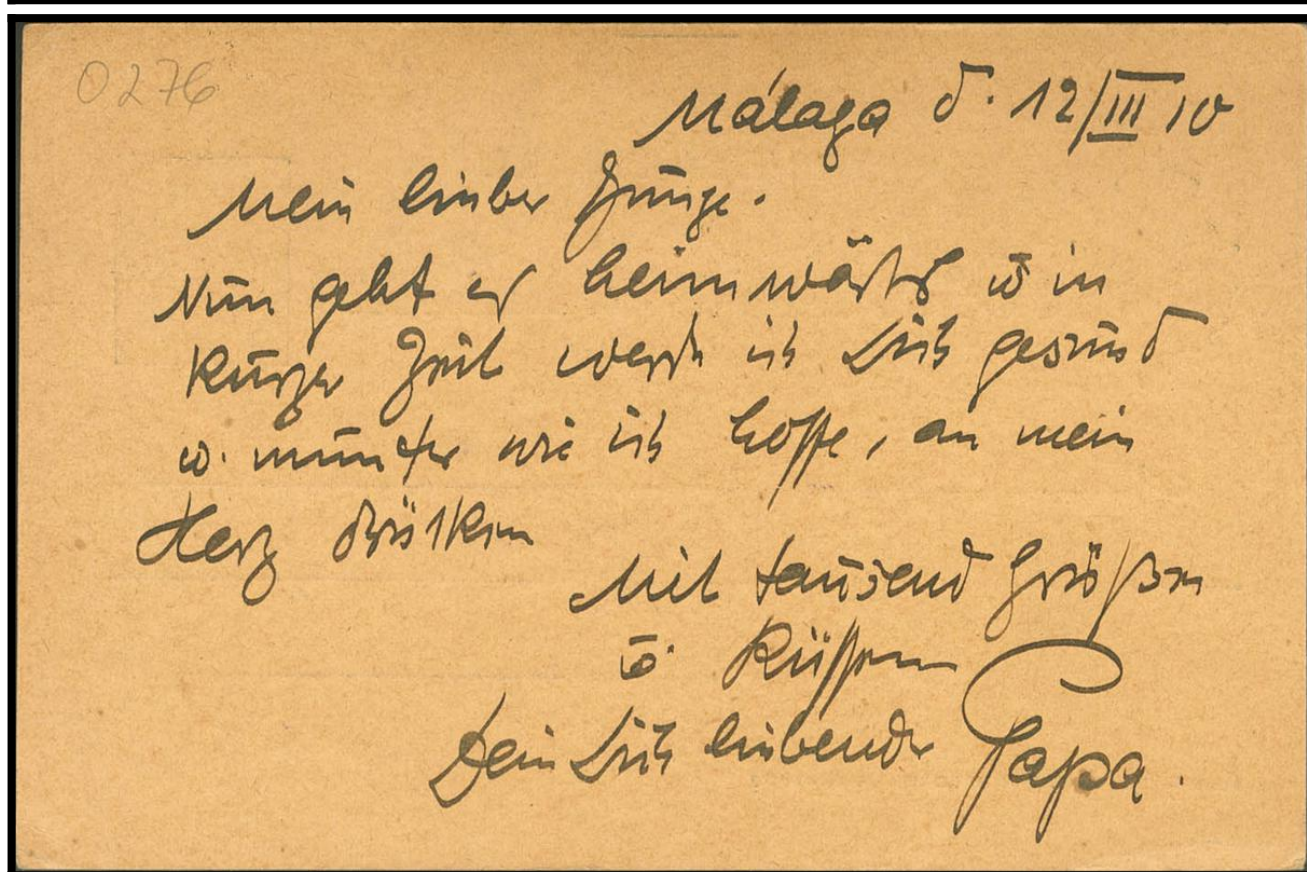 0276
Málaga d. 12/III 10
Mein lieber Junge.
Nun geht es heimwärts u in
kurzer Zeit werde ich Dich gesund
u. munter wie ich hoffe, an mein
Herz drücken
Mit tausend Grüßen
u. Küssen
Dein Dich liebender Papa.